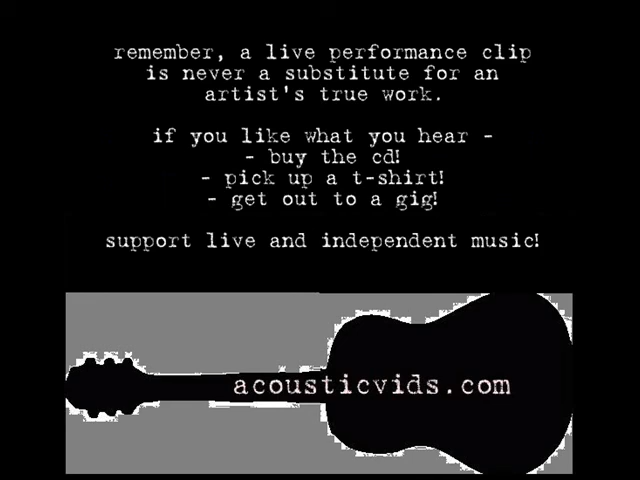 remember, a live performance clip
is never a substitute for an
artist's true work.
if you like what you hear -
- buy the cd!
- pick up a t-shirt!
- get out to a gig!
support live and independent music!
acousticvids.com